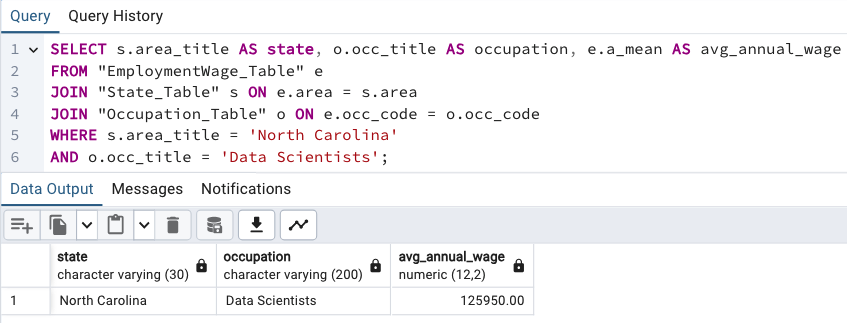 Query Query History
1 SELECT s.area_title AS state, o.occ_title AS occupation, e.a_mean AS avg_annual_wage
2 FROM "EmploymentWage_Table" e
3 JOIN "State_Table" s ON e.area = s.area
4 JOIN "Occupation_Table" o ON e.occ_code = o.occ_code
5 WHERE s.area_title = 'North Carolina'
6 AND o.occ_title = 'Data Scientists';
Data Output Messages Notifications
state occupation avg_annual_wage
character varying (30) character varying (200) numeric (12,2)
1 North Carolina Data Scientists 125950.00